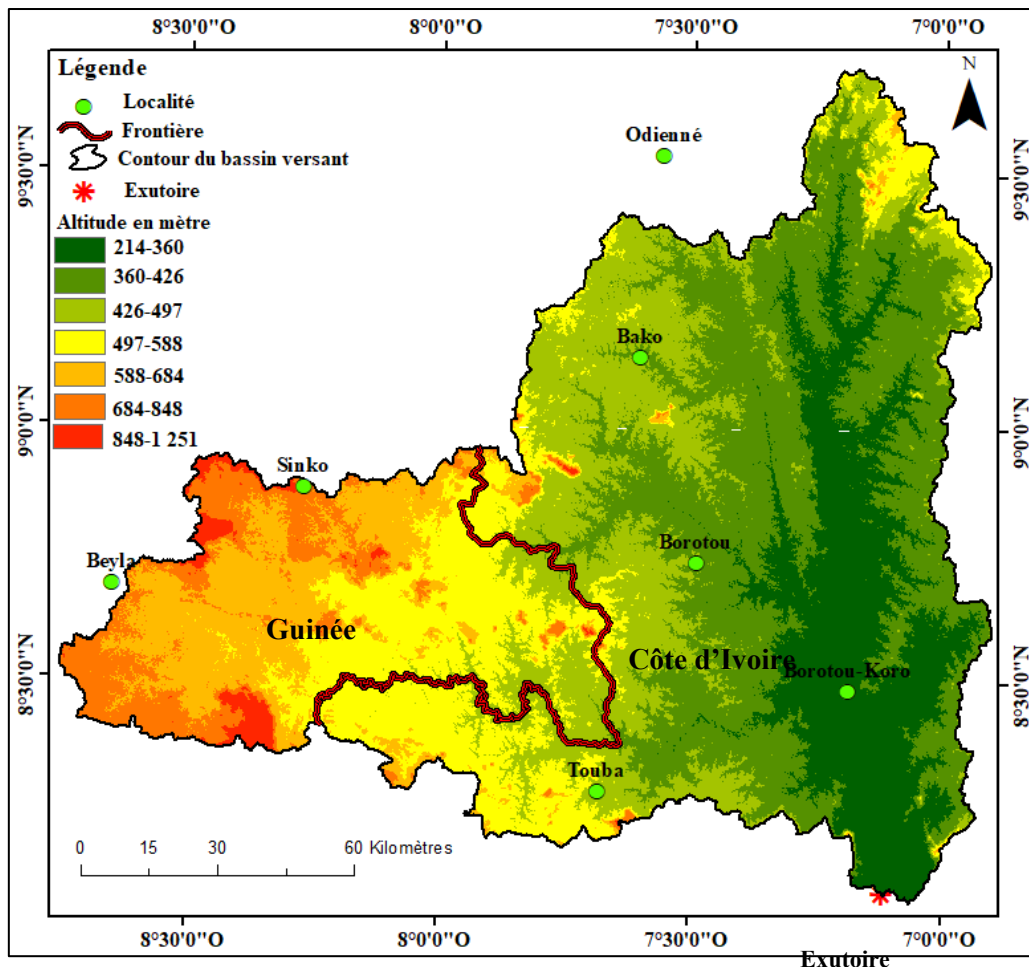 8°30'0"O 8°0'0"O 7°30'0"O 7°0'0"O
Légende
Localité
Frontière
Contour du bassin versant
Exutoire
Altitude en mètre
214-360
360-426
426-497
497-588
588-684
684-848
848-1 251
N
Odienné
9°30'0"N
9°30'0"N
Bako
9°0'0"N
9°0'0"N
Sinko
Beyla
Borotou
Guinée
Côte d'Ivoire
Borotou-Koro
8°30'0"N
8°30'0"N
Touba
0 15 30 60 Kilomètres
8°30'0"O 8°0'0"O 7°30'0"O 7°0'0"O
Exutoire